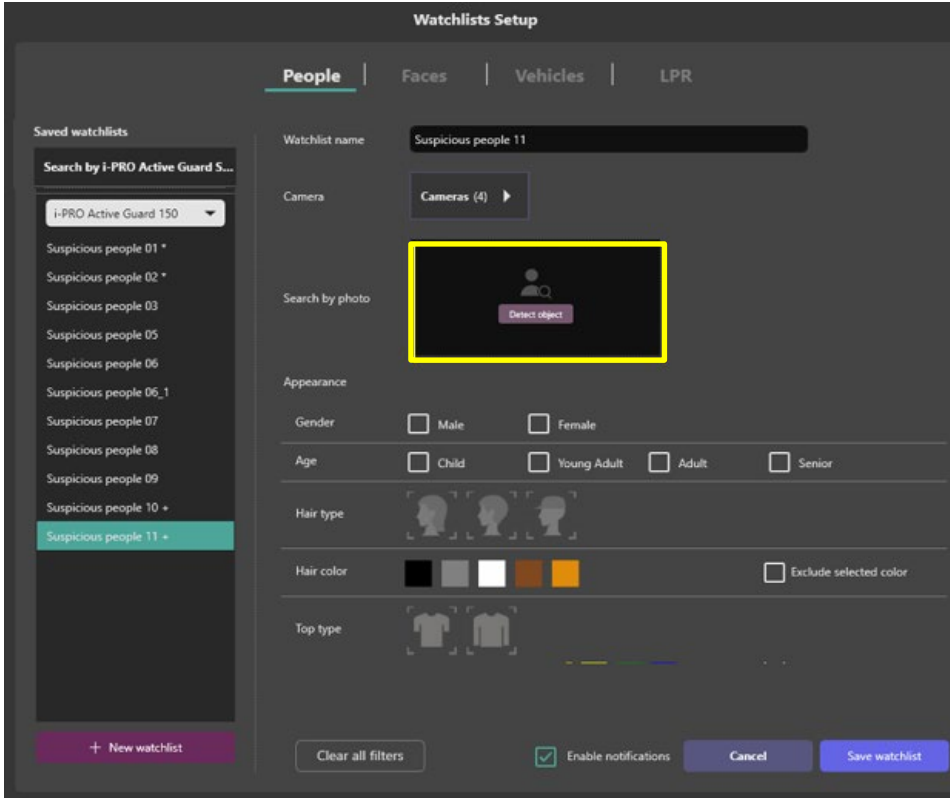 Watchlists Setup
People | Faces | Vehicles | LPR
Saved watchlists
Search by i-PRO Active Guard S...
i-PRO Active Guard 150
Suspicious people 01 *
Suspicious people 02 *
Suspicious people 03
Suspicious people 05
Suspicious people 06
Suspicious people 06_1
Suspicious people 07
Suspicious people 08
Suspicious people 09
Suspicious people 10 +
Suspicious people 11 +
+ New watchlist
Watchlist name
Suspicious people 11
Camera
Cameras (4)
Search by photo
Detect object
Appearance
Gender Male Female
Age Child Young Adult Adult Senior
Hair type
Hair color Exclude selected color
Top type
Clear all filters Enable notifications Cancel Save watchlist